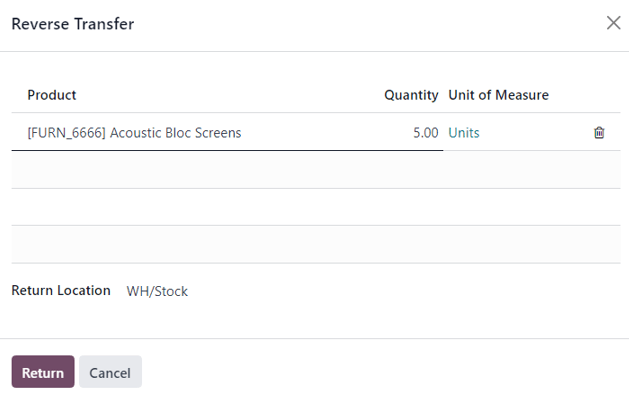 Reverse Transfer
Product Quantity Unit of Measure
[FURN_6666] Acoustic Bloc Screens 5.00 Units
Return Location WH/Stock
Return Cancel